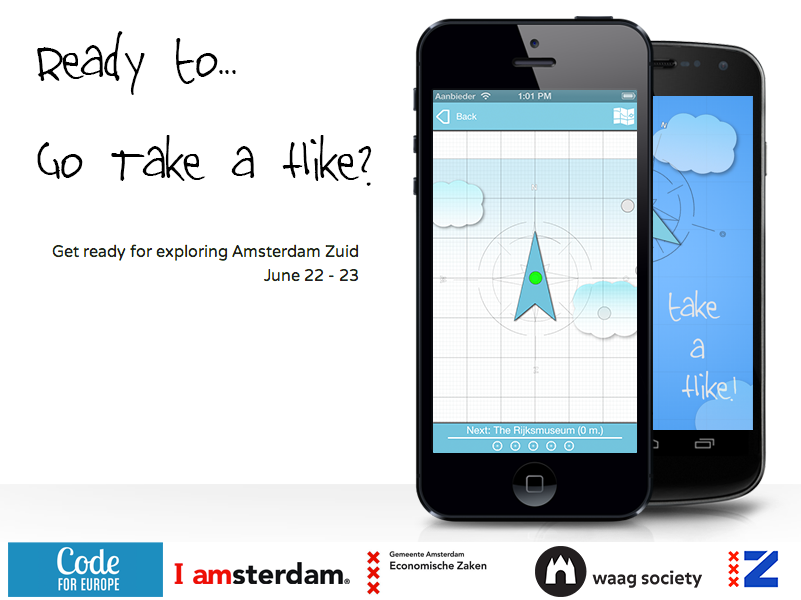 Ready to...
Go Take a Hike?
Get ready for exploring Amsterdam Zuid
June 22 - 23
Aanbieder 1:01 PM
Back
N
Next: The Rijksmuseum (0 m.)
N
take
a
Hike!
Code
FOR EUROPE
I amsterdam.®
Gemeente Amsterdam
Economische Zaken
waag society
Z